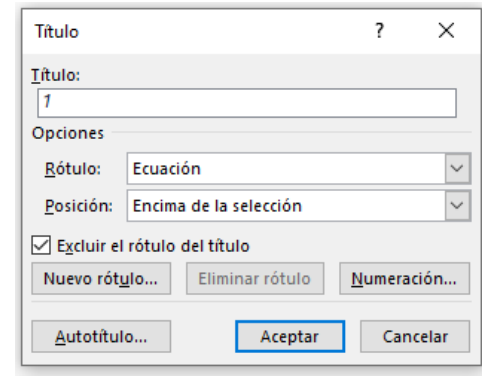 Título ? ×
Título:
1
Opciones
Rótulo: Ecuación
Posición: Encima de la selección
Excluir el rótulo del título
Nuevo rótulo... Eliminar rótulo Numeración...
Autotítulo... Aceptar Cancelar